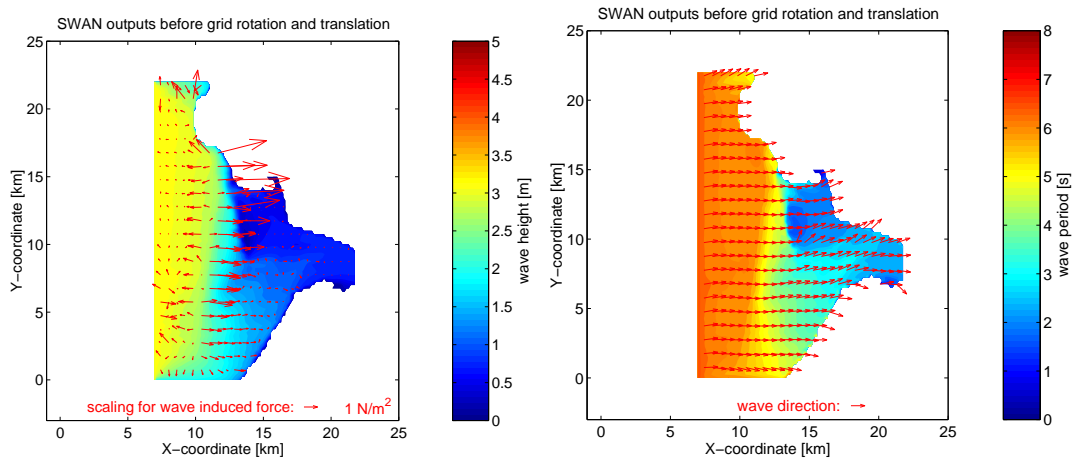 SWAN outputs before grid rotation and translation
25
20
15
10
5
0
Y−coordinate [km]
scaling for wave induced force: 1 N/m²
0 5 10 15 20 25
X−coordinate [km]
5
4.5
4
3.5
3
2.5
2
1.5
1
0.5
0
wave height [m]
SWAN outputs before grid rotation and translation
25
20
15
10
5
0
Y−coordinate [km]
wave direction:
0 5 10 15 20 25
X−coordinate [km]
8
7
6
5
4
3
2
1
0
wave period [s]